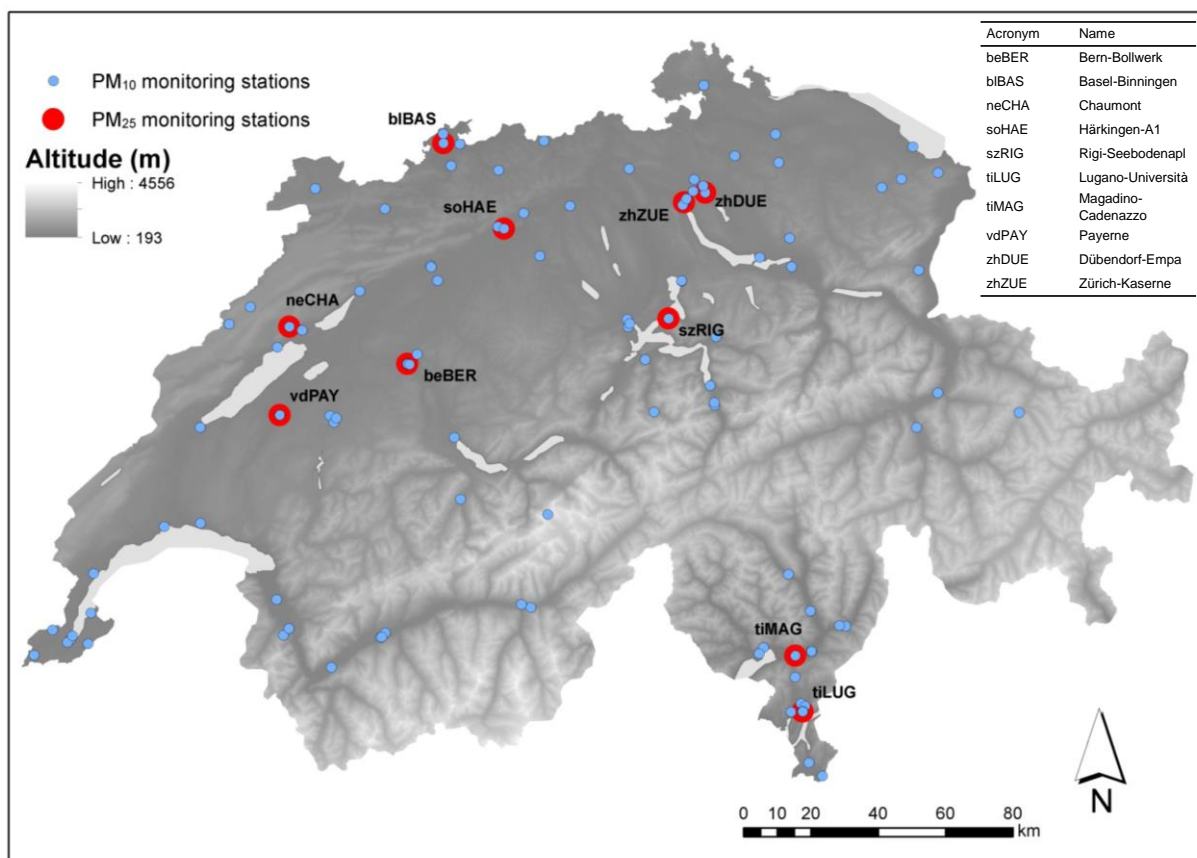 PM10 monitoring stations
PM25 monitoring stations
Altitude (m)
High : 4556
Low : 193
Acronym Name
beBER Bern-Bollwerk
blBAS Basel-Binningen
neCHA Chaumont
soHAE Härkingen-A1
szRIG Rigi-Seebodenapl
tiLUG Lugano-Università
tiMAG Magadino-
Cadenazzo
vdPAY Payerne
zhDUE Dübendorf-Empa
zhZUE Zürich-Kaserne
blBAS
soHAE
zhZUE
zhDUE
neCHA
szRIG
beBER
vdPAY
tiMAG
tiLUG
N
0 10 20 40 60 80
km